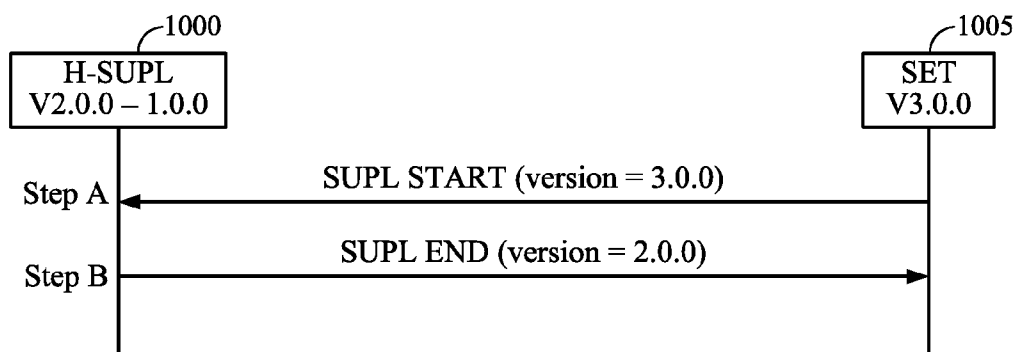 1000
H-SUPL
V2.0.0 – 1.0.0
1005
SET
V3.0.0
Step A
SUPL START (version = 3.0.0)
Step B
SUPL END (version = 2.0.0)